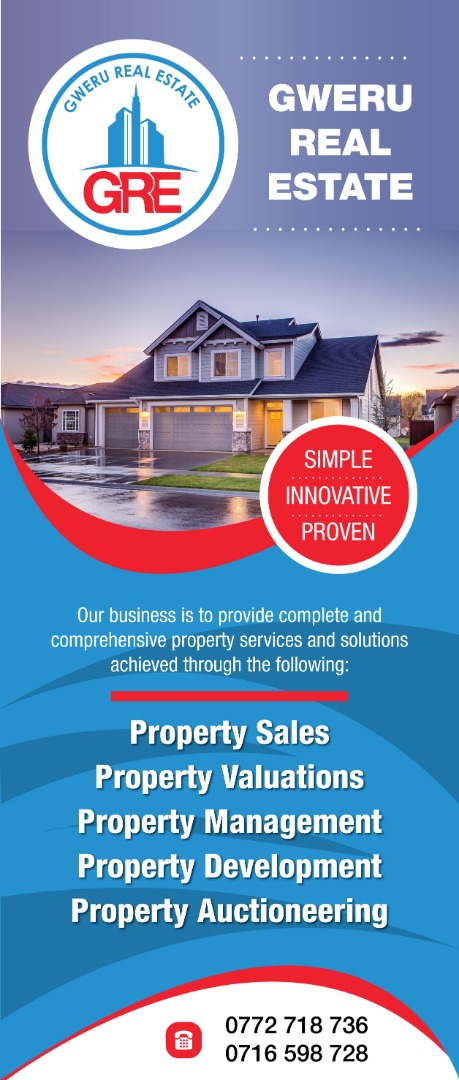 GWERU REAL ESTATE
GRE
GWERU
REAL
ESTATE
SIMPLE
INNOVATIVE
PROVEN
Our business is to provide complete and
comprehensive property services and solutions
achieved through the following:
Property Sales
Property Valuations
Property Management
Property Development
Property Auctioneering
0772 718 736
0716 598 728